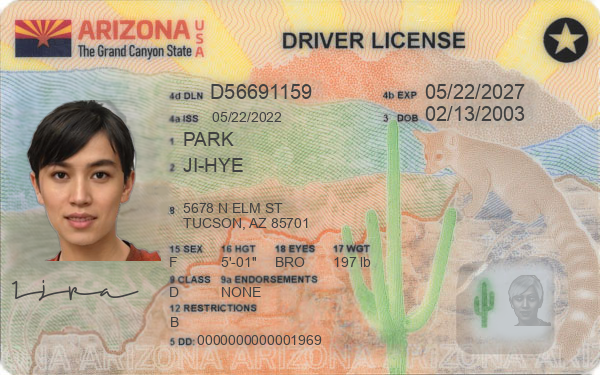 ARIZONA USA
The Grand Canyon State
DRIVER LICENSE
4d DLN D56691159
4b EXP 05/22/2027
4a ISS 05/22/2022
3 DOB 02/13/2003
1 PARK
2 JI-HYE
8 5678 N ELM ST
TUCSON, AZ 85701
15 SEX 16 HGT 18 EYES 17 WGT
F 5'-01" BRO 197 lb
9 CLASS 9a ENDORSEMENTS
D NONE
12 RESTRICTIONS
B
5 DD: 0000000000001969
ARIZONA ARIZONA ARIZONA ARIZONA